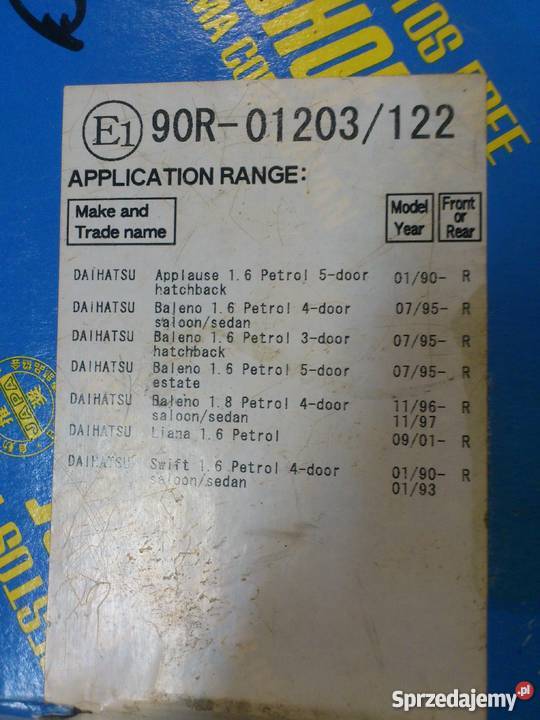 E1 90R-01203/122
APPLICATION RANGE:
Make and
Trade name
Model
Year
Front
or
Rear
DAIHATSU Applause 1.6 Petrol 5-door 01/90- R
hatchback
DAIHATSU Baleno 1.6 Petrol 4-door 07/95- R
saloon/sedan
DAIHATSU Baleno 1.6 Petrol 3-door 07/95- R
hatchback
DAIHATSU Baleno 1.6 Petrol 5-door 07/95- R
estate
DAIHATSU Baleno 1.8 Petrol 4-door 11/96- R
saloon/sedan 11/97
DAIHATSU Liana 1.6 Petrol 09/01- R
DAIHATSU Swift 1.6 Petrol 4-door 01/90- R
saloon/sedan 01/93
JAPA
Sprzedajemy.pl